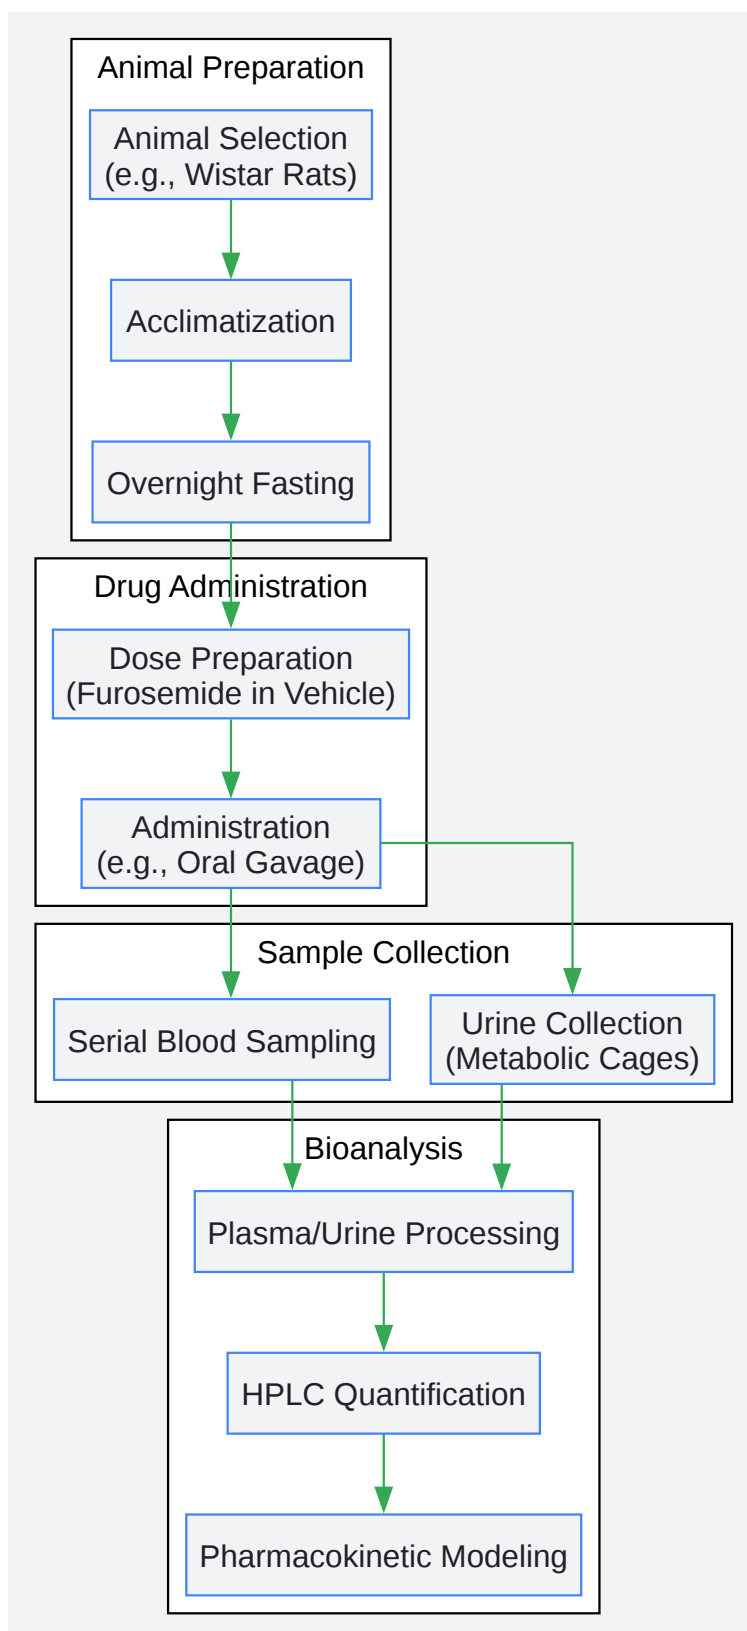 Animal Preparation
Animal Selection
(e.g., Wistar Rats)
Acclimatization
Overnight Fasting
Drug Administration
Dose Preparation
(Furosemide in Vehicle)
Administration
(e.g., Oral Gavage)
Sample Collection
Serial Blood Sampling
Urine Collection
(Metabolic Cages)
Bioanalysis
Plasma/Urine Processing
HPLC Quantification
Pharmacokinetic Modeling